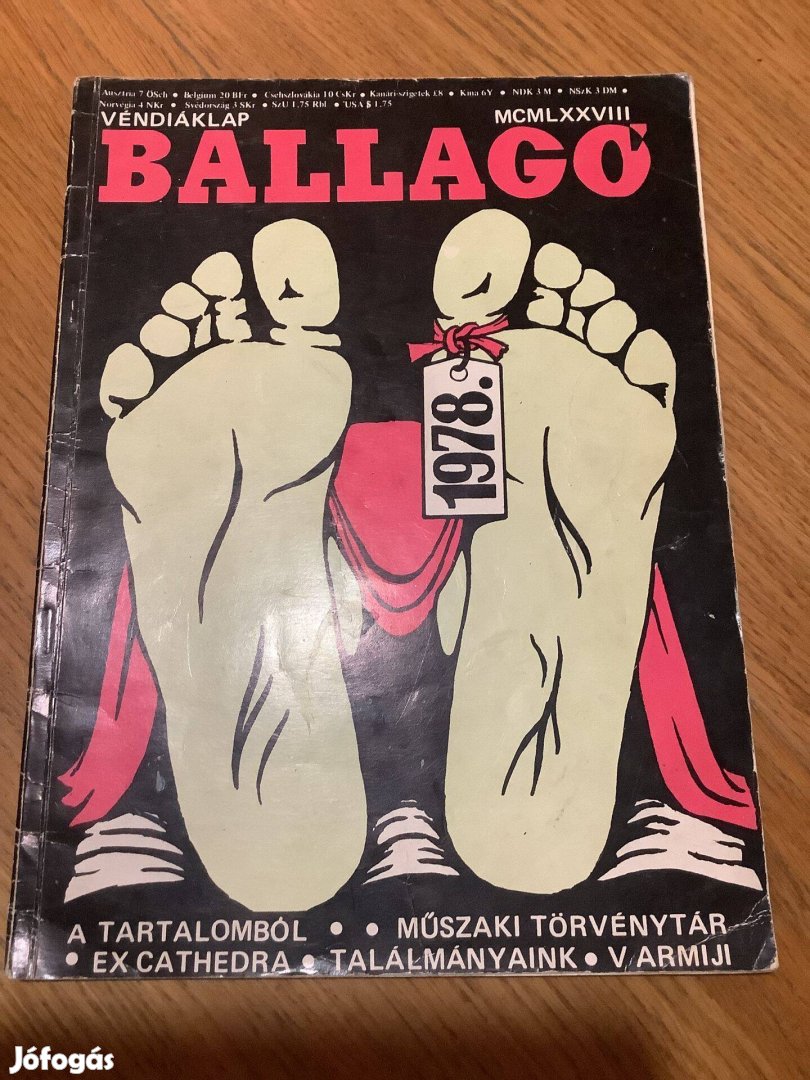 Ausztria 7 ÖSch • Belgium 20 BFr • Csehszlovákia 10 CsKr • Kanári-szigetek £8 • Kína 6Y • NDK 3 M • NSzK 3 DM •
Norvégia 4 NKr • Svédország 3 SKr • SzU 1,75 Rbl • USA $ 1.75
VÉNDIÁKLAP MCMLXXVIII
BALLAGÓ
1978.
A TARTALOMBÓL • • MŰSZAKI TÖRVÉNYTÁR
• EX CATHEDRA • TALÁLMÁNYAINK • V ARMIJI
Jófogás